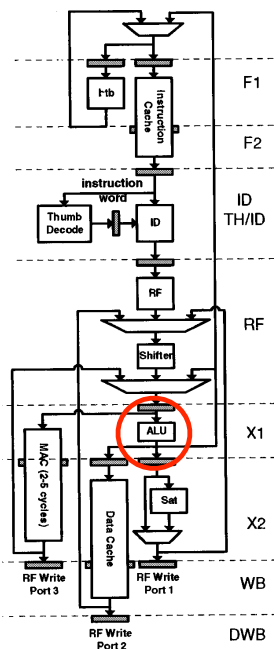 F1
Itb
Instruction
Cache
F2
instruction
word
ID
TH/ID
Thumb
Decode
ID
RF
RF
Shifter
X1
ALU
MAC (2-5 cycles)
Data Cache
Sat
X2
RF Write
Port 3
RF Write
Port 1
WB
RF Write
Port 2
DWB